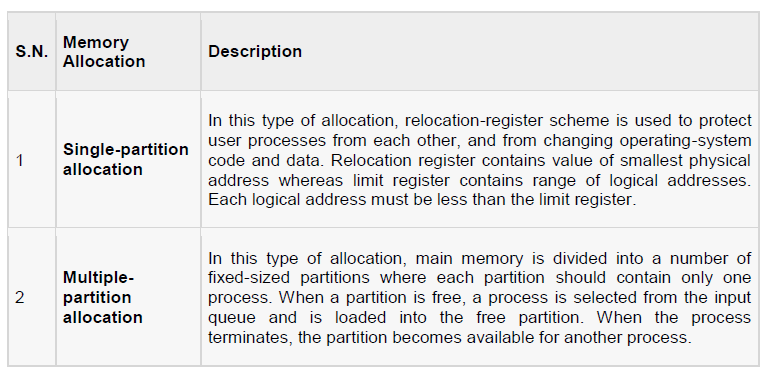 S.N.
Memory
Allocation
Description
1
Single-partition
allocation
In this type of allocation, relocation-register scheme is used to protect
user processes from each other, and from changing operating-system
code and data. Relocation register contains value of smallest physical
address whereas limit register contains range of logical addresses.
Each logical address must be less than the limit register.
2
Multiple-
partition
allocation
In this type of allocation, main memory is divided into a number of
fixed-sized partitions where each partition should contain only one
process. When a partition is free, a process is selected from the input
queue and is loaded into the free partition. When the process
terminates, the partition becomes available for another process.